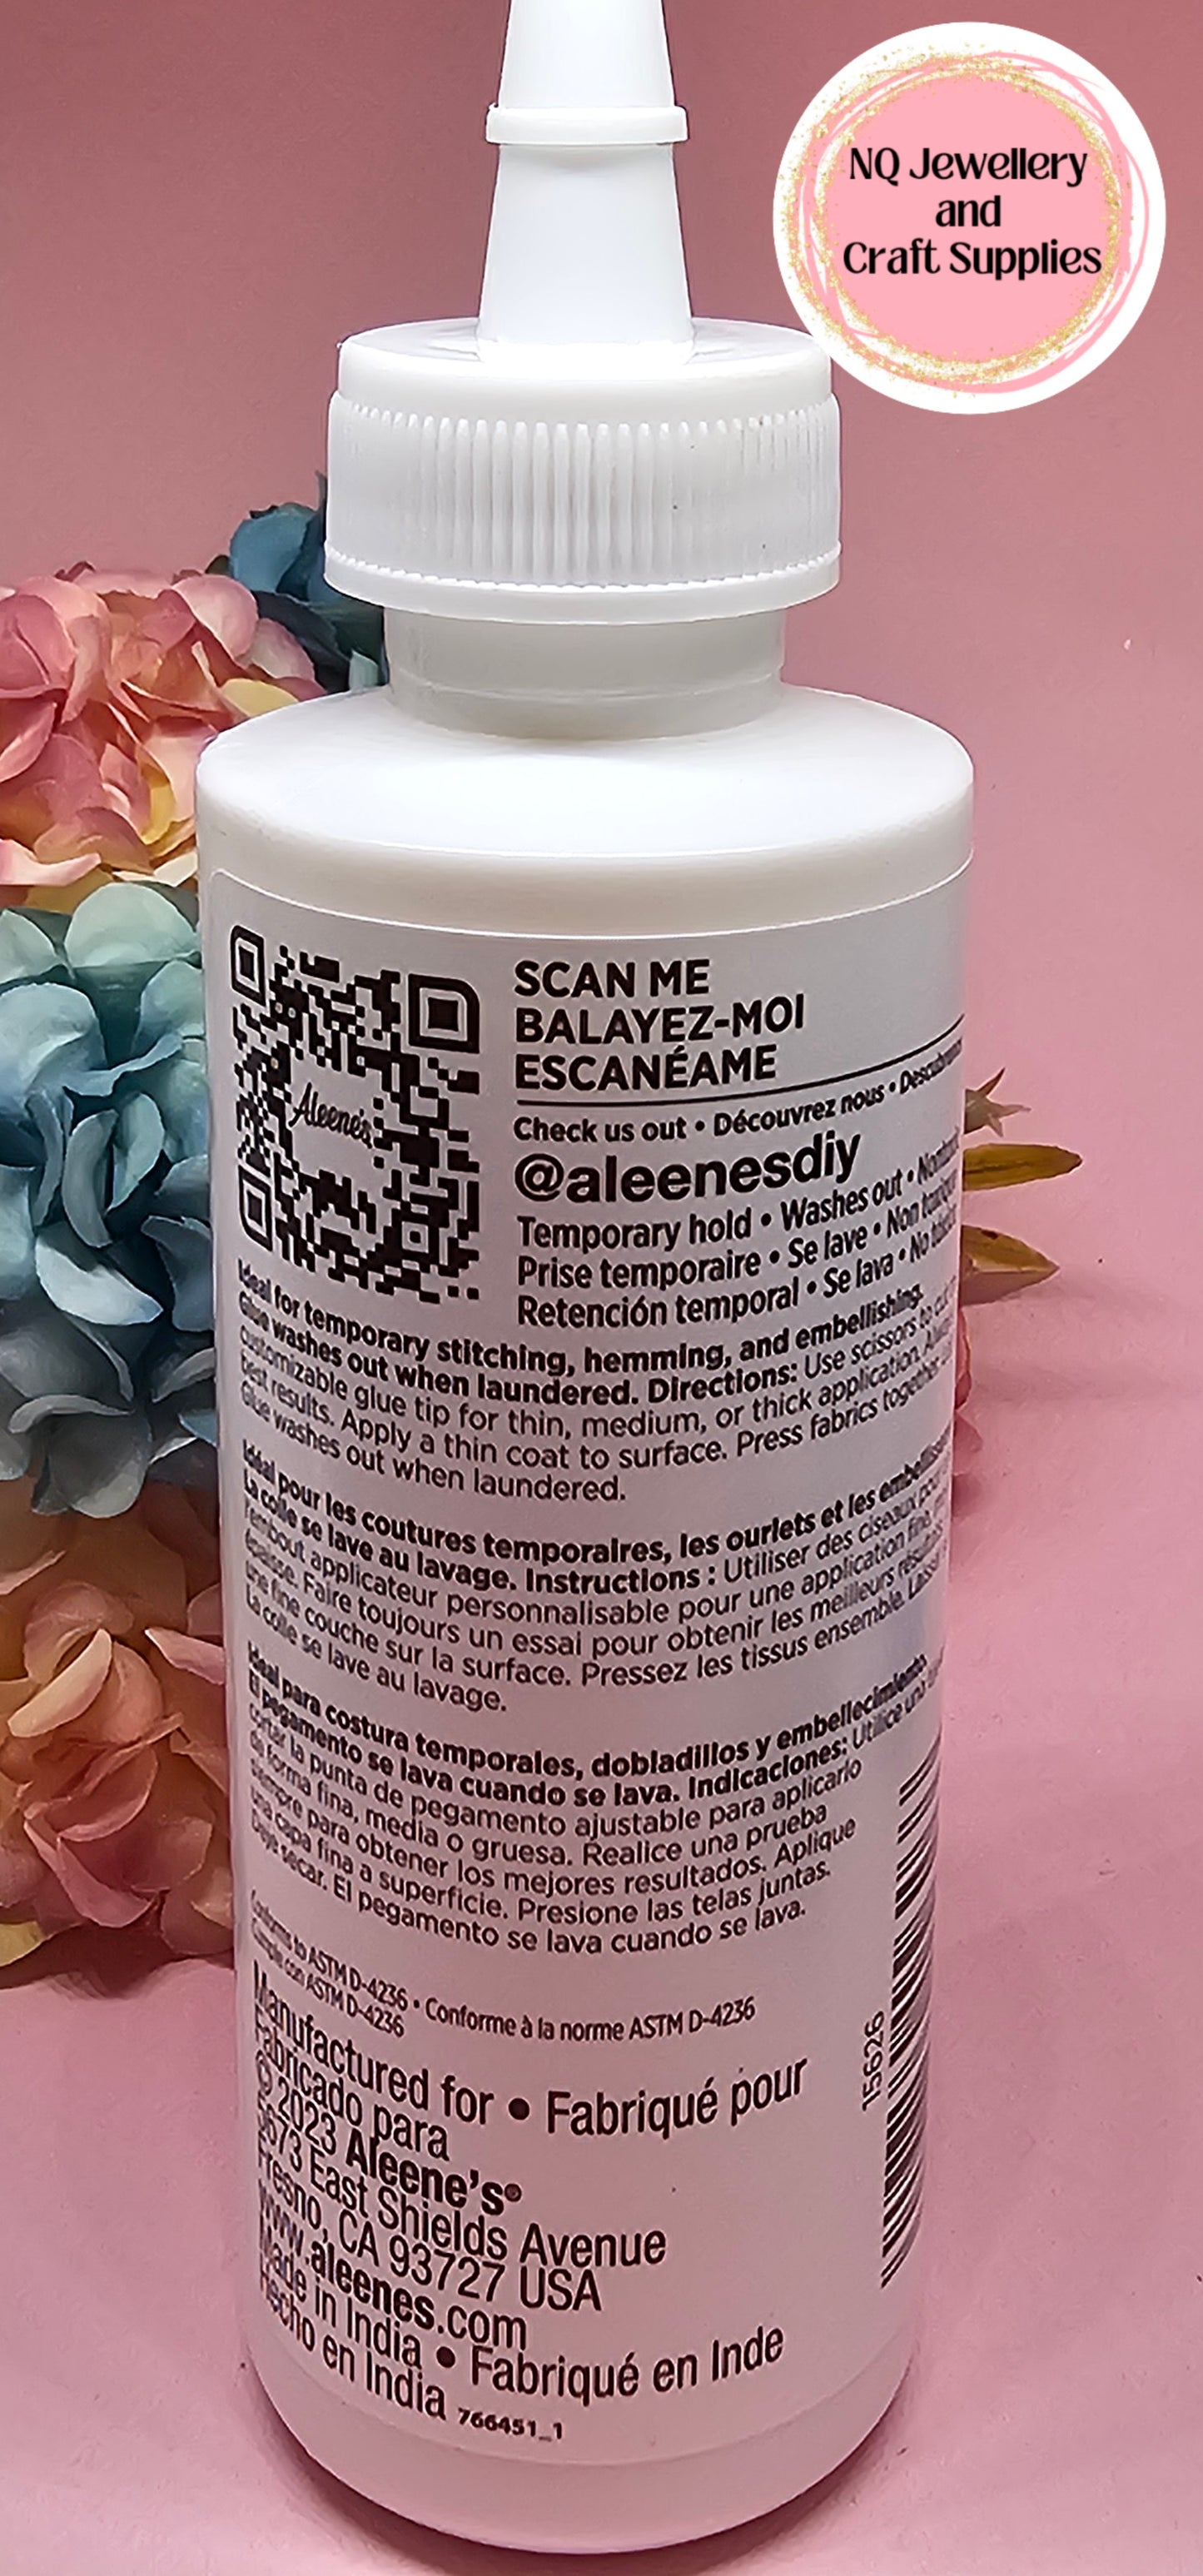 NQ Jewellery
and
Craft Supplies
Aleene's
SCAN ME
BALAYEZ-MOI
ESCANÉAME
Check us out • Découvrez nous •
@aleenesdiy
Temporary hold • Washes out •
Prise temporaire • Se lave • Non
Retención temporal • Se lava • No
Ideal for temporary stitching, hemming, and embellishing.
Glue washes out when laundered. Directions: Use scissors to cut
customizable glue tip for thin, medium, or thick application.
best results. Apply a thin coat to surface. Press fabrics together.
Glue washes out when laundered.
Idéal pour les coutures temporaires, les ourlets et les
La colle se lave au lavage. Instructions : Utiliser des ciseaux pour
l'embout applicateur personnalisable pour une application fine,
épaisse. Faire toujours un essai pour obtenir les meilleurs résultats.
une fine couche sur la surface. Pressez les tissus ensemble.
La colle se lave au lavage.
Ideal para costura temporales, dobladillos y embellecimiento.
El pegamento se lava cuando se lava. Indicaciones: Utilice una
cortar la punta de pegamento ajustable para aplicarlo
de forma fina, media o gruesa. Realice una prueba
siempre para obtener los mejores resultados. Aplique
una capa fina a superficie. Presione las telas juntas.
Deje secar. El pegamento se lava cuando se lava.
Conforms to ASTM D-4236 • Conforme à la norme ASTM D-4236
Cumple con ASTM D-4236
Manufactured for • Fabriqué pour
Fabricado para
© 2023 Aleene's®
5673 East Shields Avenue
Fresno, CA 93727 USA
www.aleenes.com
Made in India • Fabriqué en Inde
Hecho en India 766451_1
15626